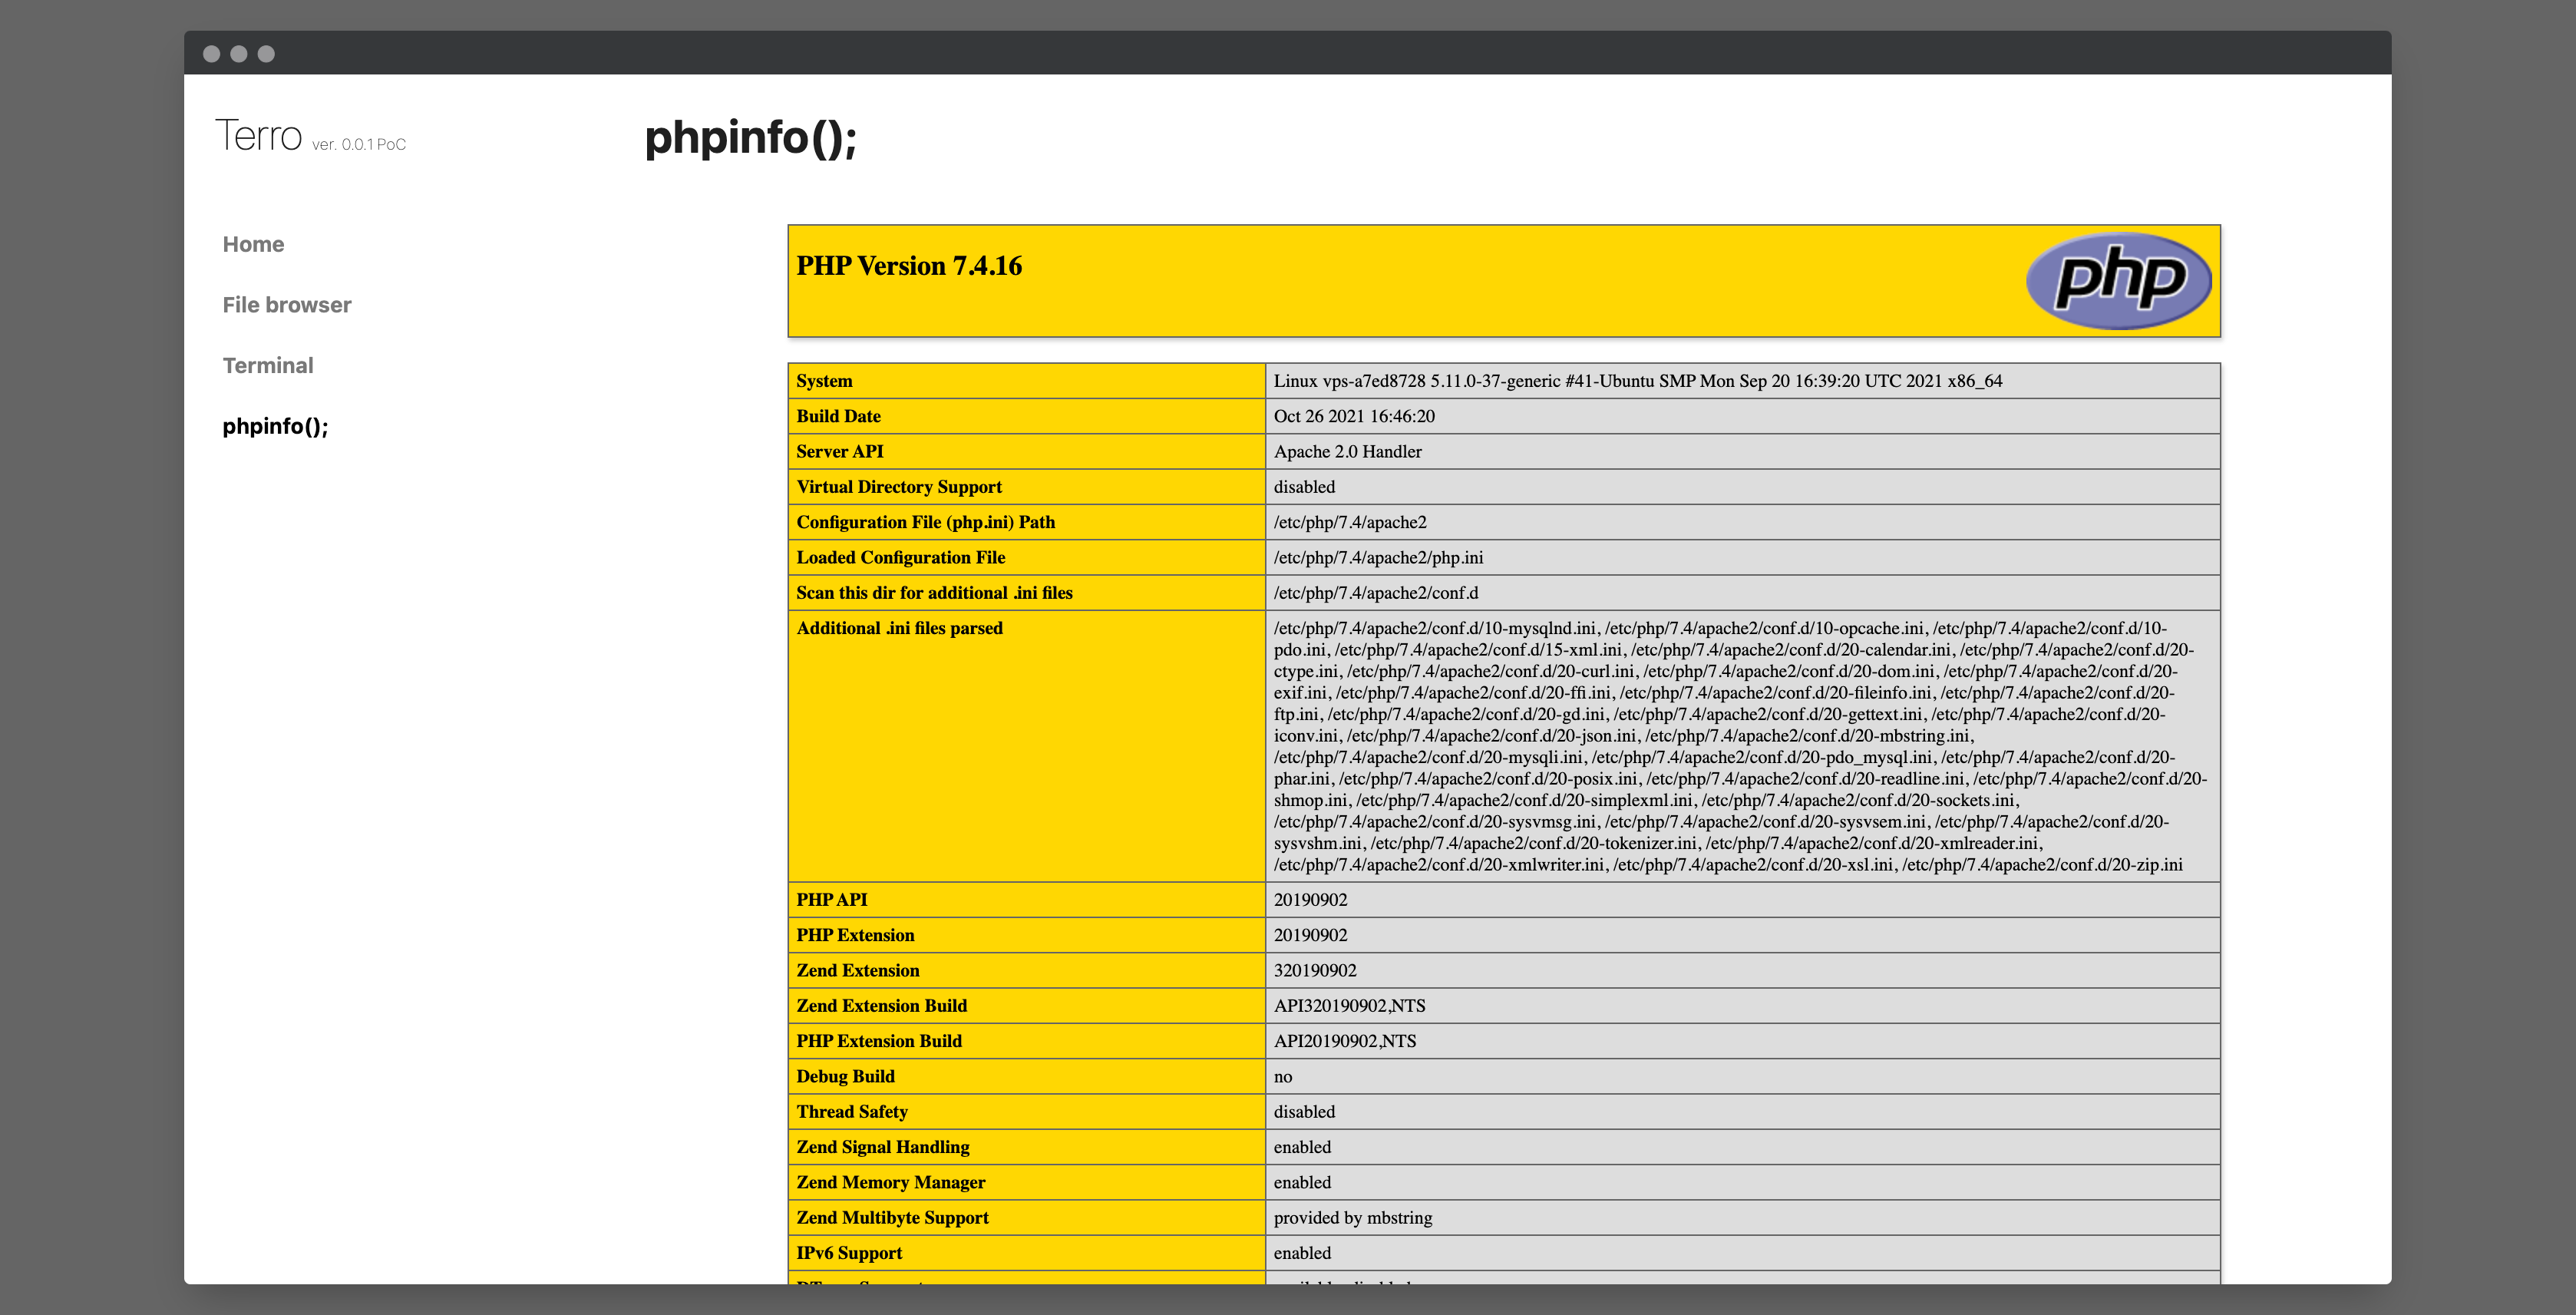 Terro ver. 0.0.1 PoC
phpinfo();
Home
File browser
Terminal
phpinfo();
PHP Version 7.4.16
php
System Linux vps-a7ed8728 5.11.0-37-generic #41-Ubuntu SMP Mon Sep 20 16:39:20 UTC 2021 x86_64
Build Date Oct 26 2021 16:46:20
Server API Apache 2.0 Handler
Virtual Directory Support disabled
Configuration File (php.ini) Path /etc/php/7.4/apache2
Loaded Configuration File /etc/php/7.4/apache2/php.ini
Scan this dir for additional .ini files /etc/php/7.4/apache2/conf.d
Additional .ini files parsed /etc/php/7.4/apache2/conf.d/10-mysqlnd.ini, /etc/php/7.4/apache2/conf.d/10-opcache.ini, /etc/php/7.4/apache2/conf.d/10-
pdo.ini, /etc/php/7.4/apache2/conf.d/15-xml.ini, /etc/php/7.4/apache2/conf.d/20-calendar.ini, /etc/php/7.4/apache2/conf.d/20-
ctype.ini, /etc/php/7.4/apache2/conf.d/20-curl.ini, /etc/php/7.4/apache2/conf.d/20-dom.ini, /etc/php/7.4/apache2/conf.d/20-
exif.ini, /etc/php/7.4/apache2/conf.d/20-ffi.ini, /etc/php/7.4/apache2/conf.d/20-fileinfo.ini, /etc/php/7.4/apache2/conf.d/20-
ftp.ini, /etc/php/7.4/apache2/conf.d/20-gd.ini, /etc/php/7.4/apache2/conf.d/20-gettext.ini, /etc/php/7.4/apache2/conf.d/20-
iconv.ini, /etc/php/7.4/apache2/conf.d/20-json.ini, /etc/php/7.4/apache2/conf.d/20-mbstring.ini,
/etc/php/7.4/apache2/conf.d/20-mysqli.ini, /etc/php/7.4/apache2/conf.d/20-pdo_mysql.ini, /etc/php/7.4/apache2/conf.d/20-
phar.ini, /etc/php/7.4/apache2/conf.d/20-posix.ini, /etc/php/7.4/apache2/conf.d/20-readline.ini, /etc/php/7.4/apache2/conf.d/20-
shmop.ini, /etc/php/7.4/apache2/conf.d/20-simplexml.ini, /etc/php/7.4/apache2/conf.d/20-sockets.ini,
/etc/php/7.4/apache2/conf.d/20-sysvmsg.ini, /etc/php/7.4/apache2/conf.d/20-sysvsem.ini, /etc/php/7.4/apache2/conf.d/20-
sysvshm.ini, /etc/php/7.4/apache2/conf.d/20-tokenizer.ini, /etc/php/7.4/apache2/conf.d/20-xmlreader.ini,
/etc/php/7.4/apache2/conf.d/20-xmlwriter.ini, /etc/php/7.4/apache2/conf.d/20-xsl.ini, /etc/php/7.4/apache2/conf.d/20-zip.ini
PHP API 20190902
PHP Extension 20190902
Zend Extension 320190902
Zend Extension Build API320190902,NTS
PHP Extension Build API20190902,NTS
Debug Build no
Thread Safety disabled
Zend Signal Handling enabled
Zend Memory Manager enabled
Zend Multibyte Support provided by mbstring
IPv6 Support enabled